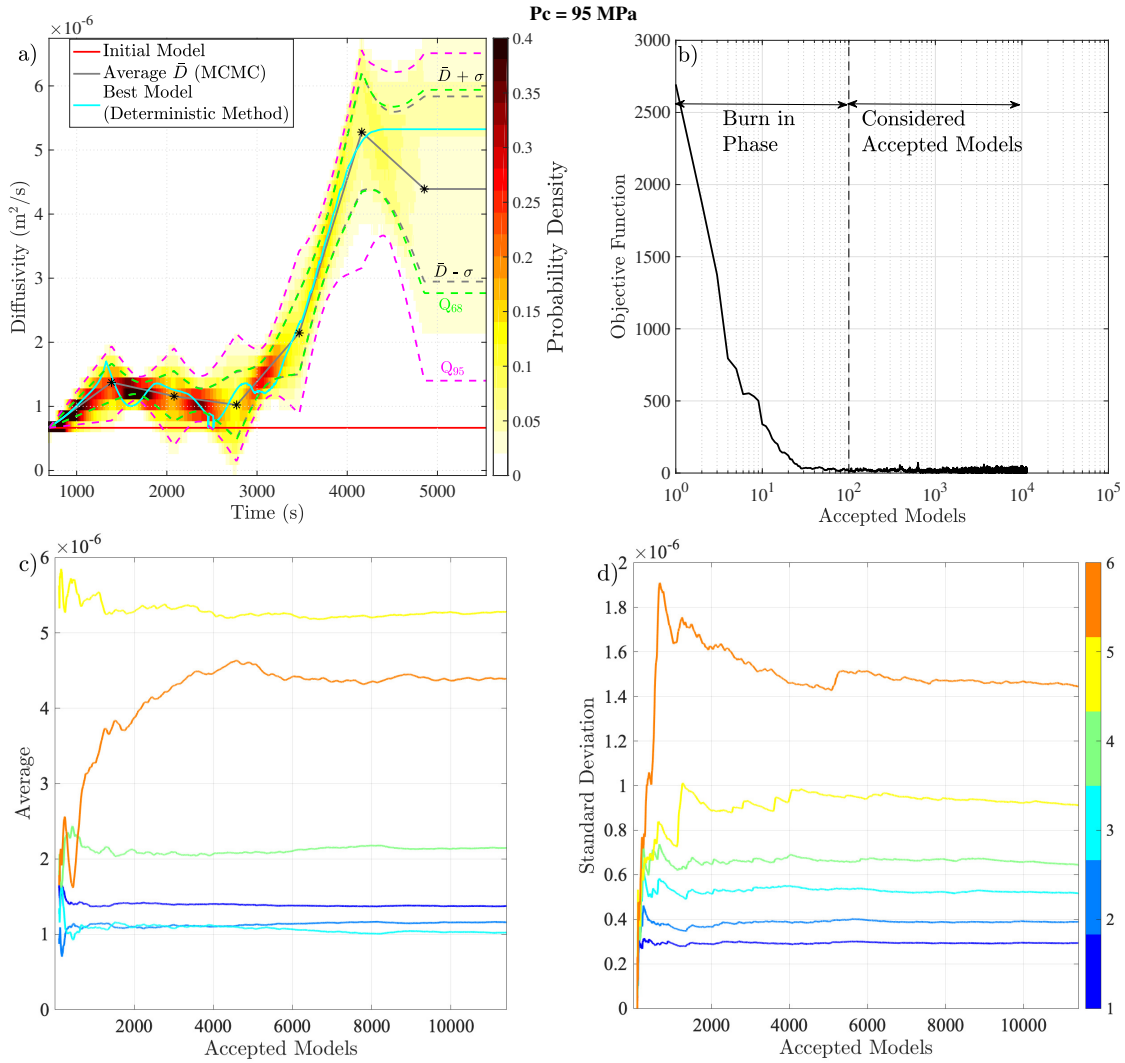 Pc = 95 MPa
×10⁻⁶
a)
Initial Model
Average D̄ (MCMC)
Best Model
(Deterministic Method)
D̄ + σ
D̄ - σ
Q₆₈
Q₉₅
6
5
4
3
2
1
0
Diffusivity (m²/s)
1000 2000 3000 4000 5000
Time (s)
0.4
0.35
0.3
0.25
0.2
0.15
0.1
0.05
0
Probability Density
b)
3000
2500
2000
1500
1000
500
0
Objective Function
Burn in
Phase
Considered
Accepted Models
10⁰ 10¹ 10² 10³ 10⁴ 10⁵
Accepted Models
×10⁻⁶
c)
6
5
4
3
2
1
0
Average
2000 4000 6000 8000 10000
Accepted Models
×10⁻⁶
d)
2
1.8
1.6
1.4
1.2
1
0.8
0.6
0.4
0.2
0
Standard Deviation
2000 4000 6000 8000 10000
Accepted Models
6
5
4
3
2
1